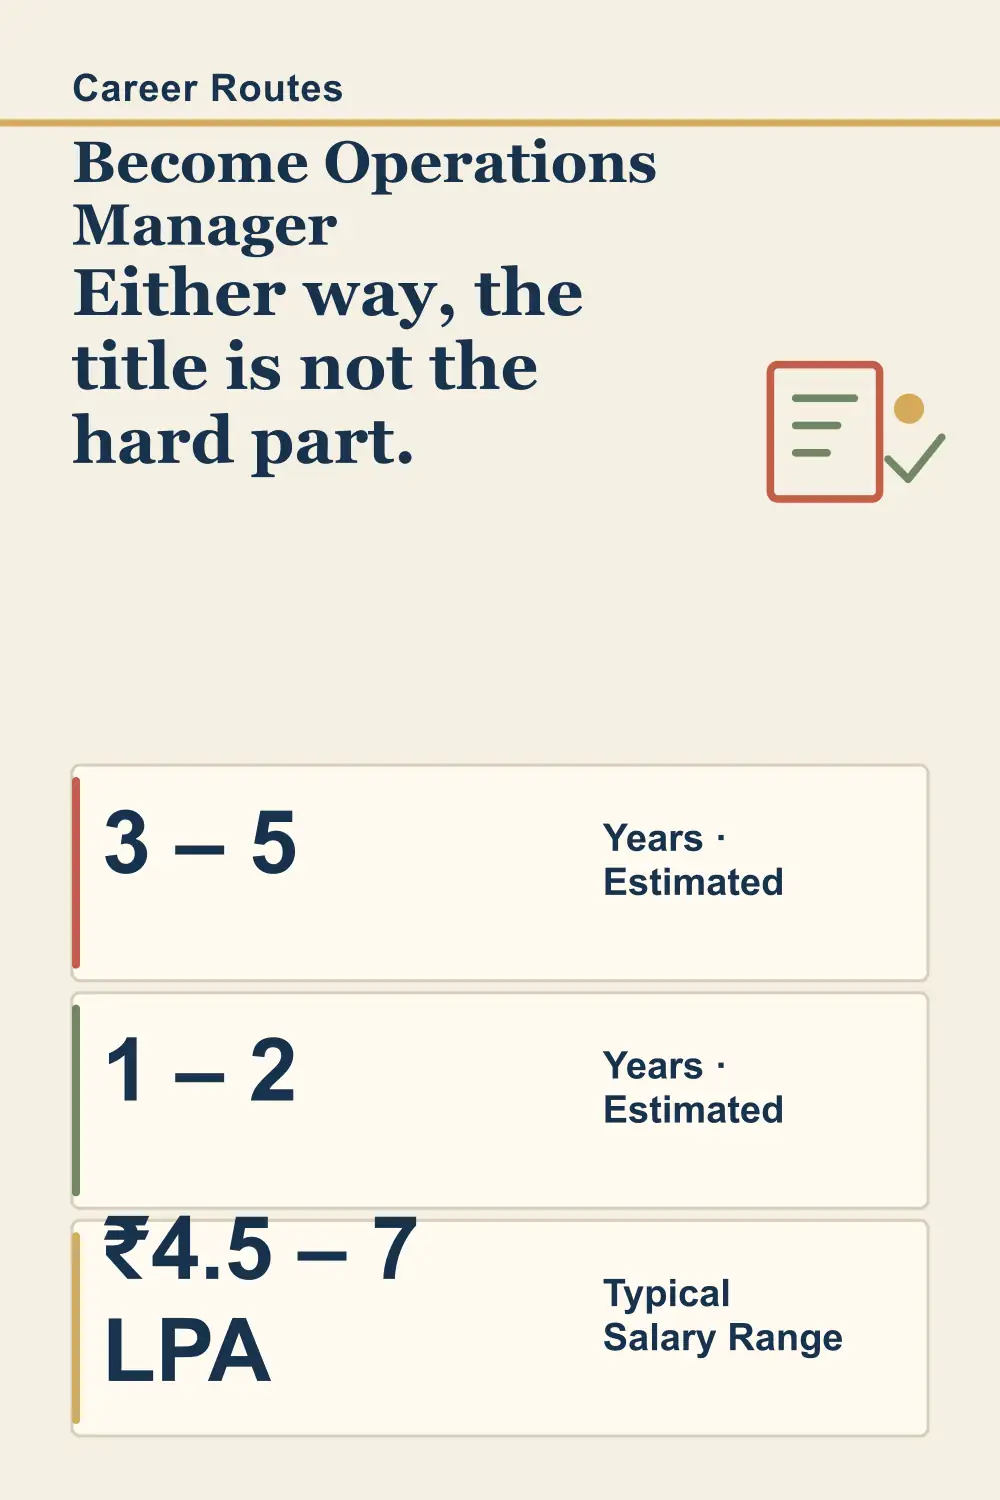 Career Routes
Become Operations
Manager
Either way, the
title is not the
hard part.
3 – 5
Years ·
Estimated
1 – 2
Years ·
Estimated
₹4.5 – 7
LPA
Typical
Salary Range